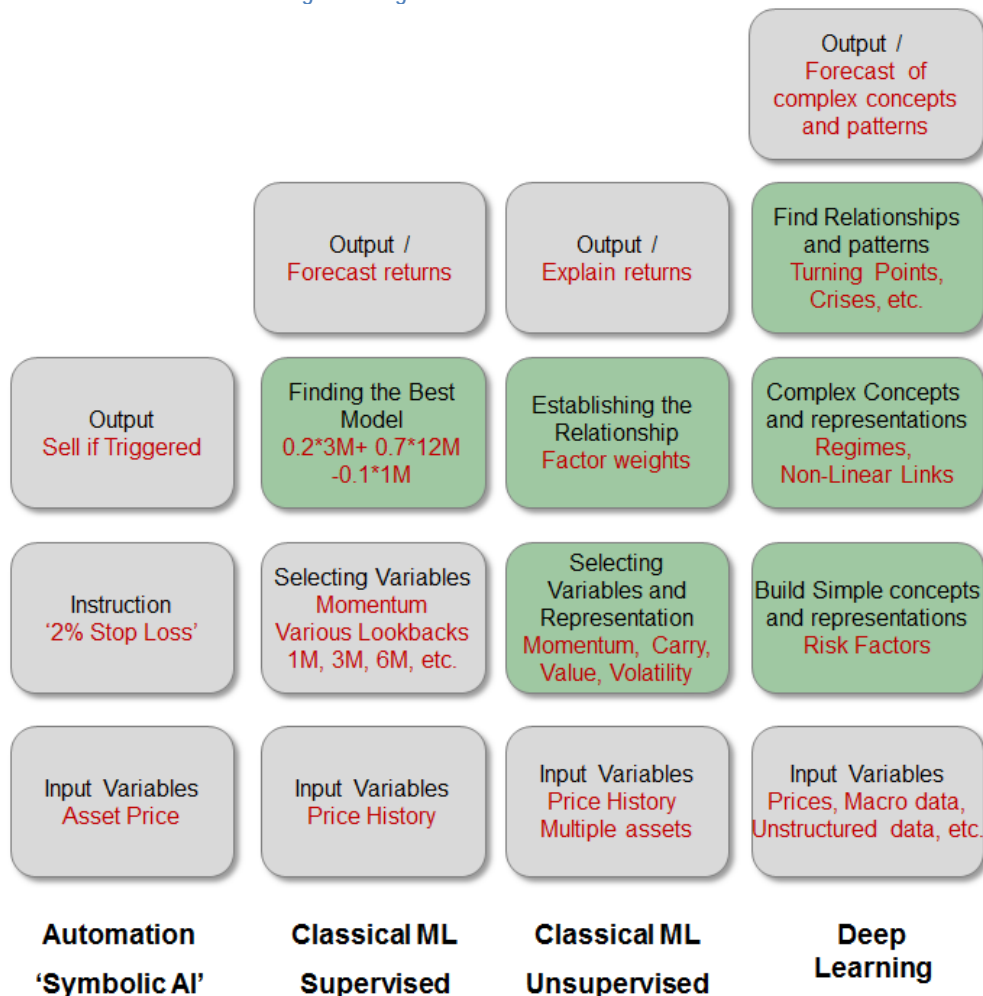 Output /
Forecast of
complex concepts
and patterns
Output /
Forecast returns
Output /
Explain returns
Find Relationships
and patterns
Turning Points,
Crises, etc.
Output
Sell if Triggered
Finding the Best
Model
0.2*3M+ 0.7*12M
-0.1*1M
Establishing the
Relationship
Factor weights
Complex Concepts
and representations
Regimes,
Non-Linear Links
Instruction
‘2% Stop Loss’
Selecting Variables
Momentum
Various Lookbacks
1M, 3M, 6M, etc.
Selecting
Variables and
Representation
Momentum, Carry,
Value, Volatility
Build Simple concepts
and representations
Risk Factors
Input Variables
Asset Price
Input Variables
Price History
Input Variables
Price History
Multiple assets
Input Variables
Prices, Macro data,
Unstructured data, etc.
Automation
‘Symbolic AI’
Classical ML
Supervised
Classical ML
Unsupervised
Deep
Learning